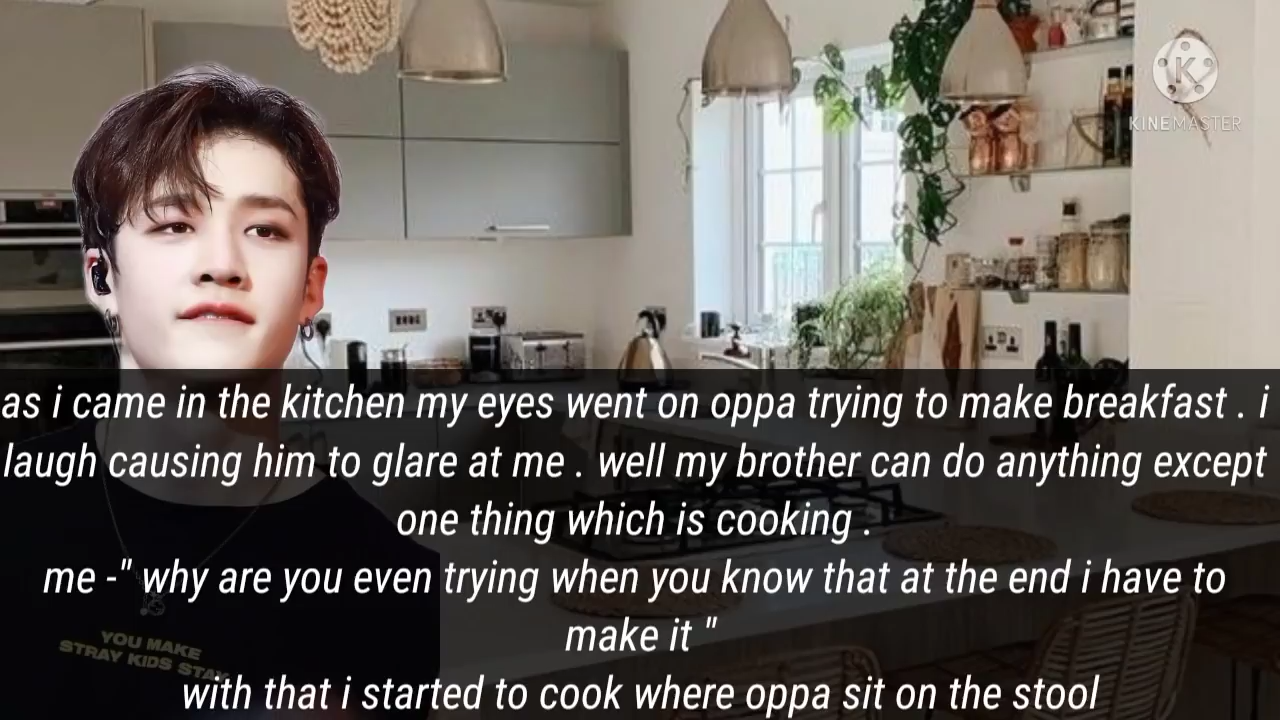 KINEMASTER
as i came in the kitchen my eyes went on oppa trying to make breakfast . i
laugh causing him to glare at me . well my brother can do anything except
one thing which is cooking .
me -" why are you even trying when you know that at the end i have to
make it "
YOU MAKE
STRAY KIDS STAY
with that i started to cook where oppa sit on the stool